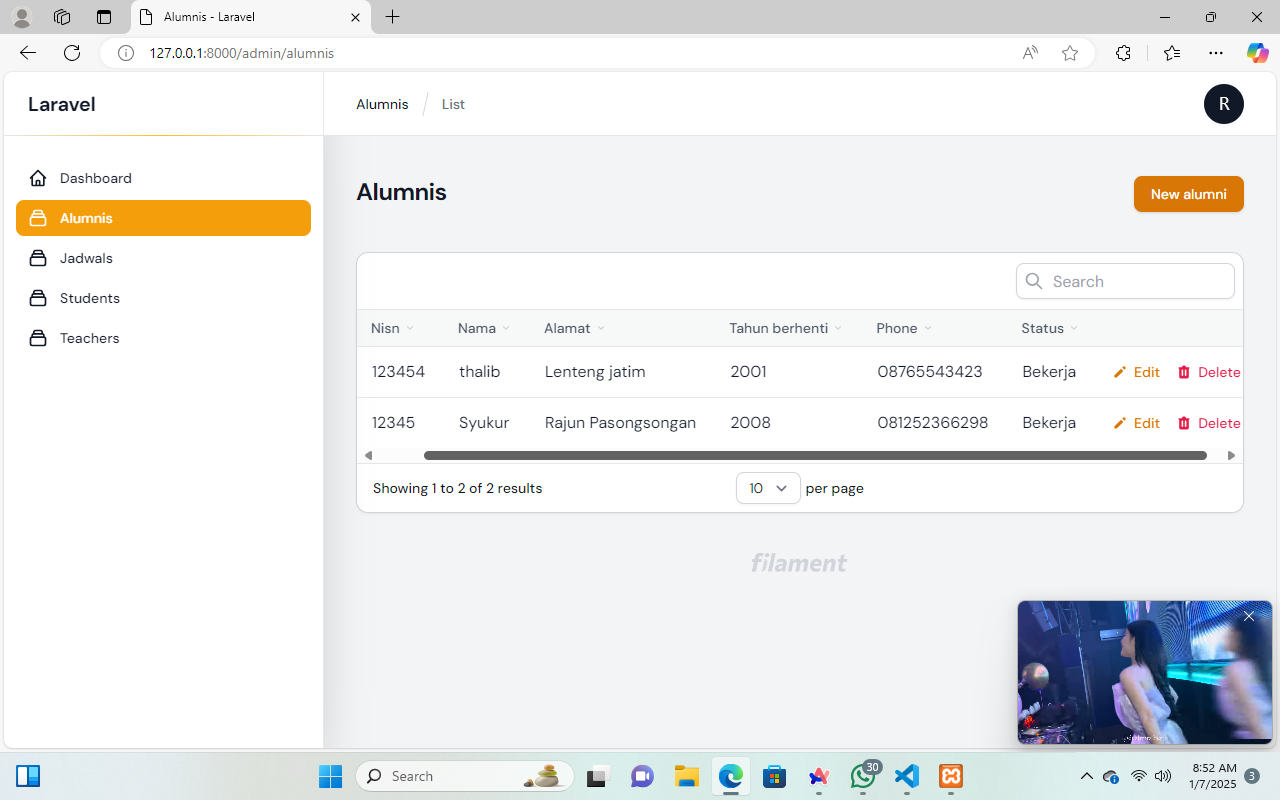 Alumnis - Laravel
127.0.0.1:8000/admin/alumnis
Laravel
Alumnis List
R
Dashboard
Alumnis
Jadwals
Students
Teachers
Alumnis
New alumni
Search
Nisn Nama Alamat Tahun berhenti Phone Status
123454 thalib Lenteng jatim 2001 08765543423 Bekerja Edit Delete
12345 Syukur Rajun Pasongsongan 2008 081252366298 Bekerja Edit Delete
Showing 1 to 2 of 2 results 10 per page
filament
Search
30
8:52 AM
1/7/2025
3